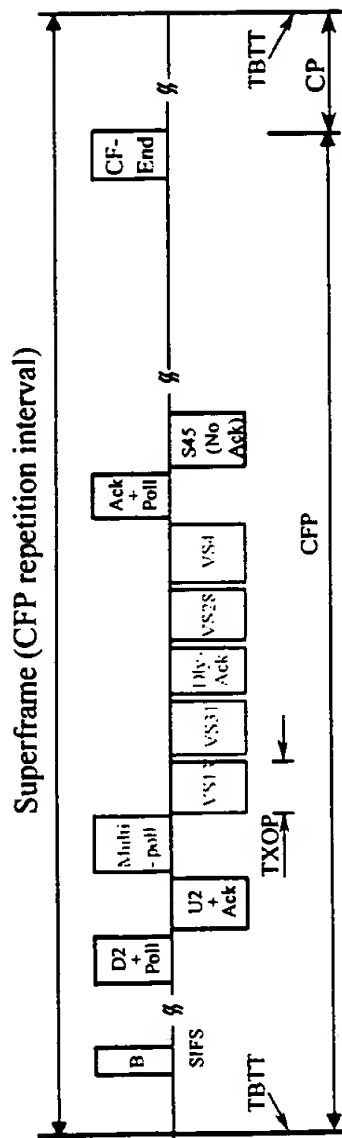 Superframe (CFP repetition interval)
B
SIFS
TBTT
D2
+
Poll
U2
+
Ack
Multi
-poll
TXOP
VS13
VS31
Dly-
Ack
VS28
VS4
Ack
+
Poll
S45
(No
Ack)
CF-
End
CFP
CP
TBTT